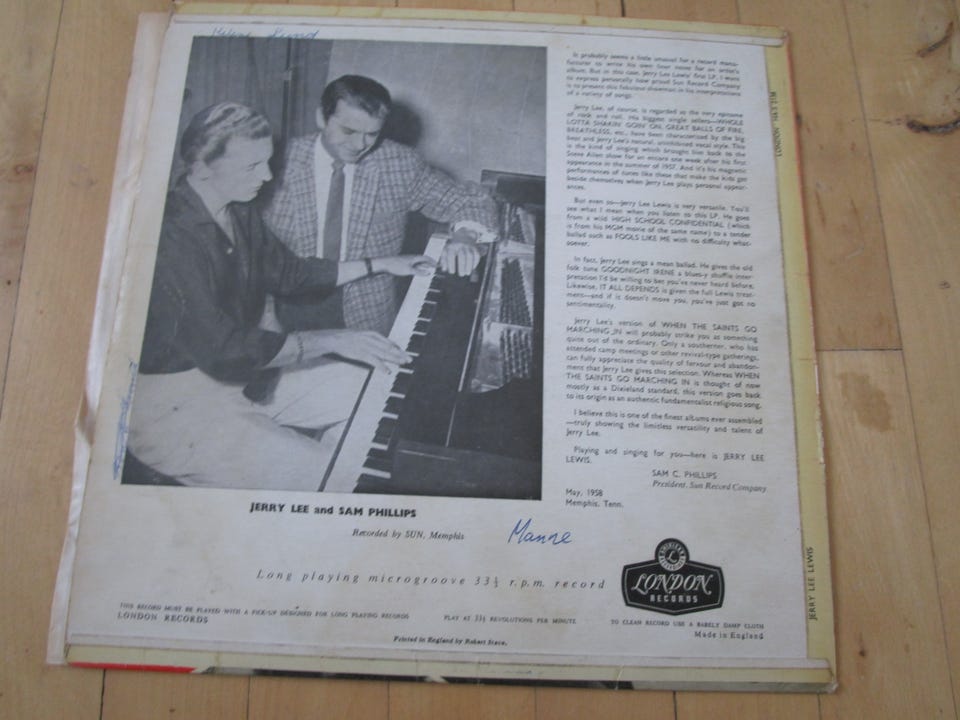 Helene Lund
It probably seems a little unusual for a record manu-
facturer to write his own liner notes for an artist's
album. But in this case, Jerry Lee Lewis' first LP, I want
to express personally how proud Sun Record Company
is to present this fabulous showman in his interpretations
of a variety of songs.
Jerry Lee, of course, is regarded as the very epitome
of rock and roll. His biggest single sellers—WHOLE
LOTTA SHAKIN' GOIN' ON, GREAT BALLS OF FIRE,
BREATHLESS, etc., have been characterized by the big
beat and Jerry Lee's natural, uninhibited vocal style. This
is the kind of singing which brought him back to the
Steve Allen show for an encore one week after his first
appearance in the summer of 1957. And it's his magnetic
performances of tunes like these that make the kids get
beside themselves when Jerry Lee plays personal appear-
ances.
But even so—Jerry Lee Lewis is very versatile. You'll
see what I mean when you listen to this LP. He goes
from a wild HIGH SCHOOL CONFIDENTIAL (which
is from his MGM movie of the same name) to a tender
ballad such as FOOLS LIKE ME with no difficulty what-
soever.
In fact, Jerry Lee sings a mean ballad. He gives the old
folk tune GOODNIGHT IRENE a blues-y shuffle inter-
pretation I'd be willing to bet you've never heard before.
Likewise, IT ALL DEPENDS is given the full Lewis treat-
ment—and if it doesn't move you, you've just got no
sentimentality.
Jerry Lee's version of WHEN THE SAINTS GO
MARCHING IN will probably strike you as something
quite out of the ordinary. Only a southerner, who has
attended camp meetings or other revival-type gatherings,
can fully appreciate the quality of fervour and abandon-
ment that Jerry Lee gives this selection. Whereas WHEN
THE SAINTS GO MARCHING IN is thought of now
mostly as a Dixieland standard, this version goes back
to its origin as an authentic fundamentalist religious song.
I believe this is one of the finest albums ever assembled
—truly showing the limitless versatility and talent of
Jerry Lee.
Playing and singing for you—here is JERRY LEE
LEWIS.
SAM C. PHILLIPS
President, Sun Record Company
May, 1958
Memphis, Tenn.
JERRY LEE and SAM PHILLIPS
Recorded by SUN, Memphis
Manne
Long playing microgroove 33⅓ r.p.m. record
LONDON
RECORDS
THIS RECORD MUST BE PLAYED WITH A PICK-UP DESIGNED FOR LONG PLAYING RECORDS
PLAY AT 33⅓ REVOLUTIONS PER MINUTE
TO CLEAN RECORD USE A BARELY DAMP CLOTH
LONDON RECORDS
Made in England
Printed in England by Robert Stace.
LONDON HA-S 2138
JERRY LEE LEWIS